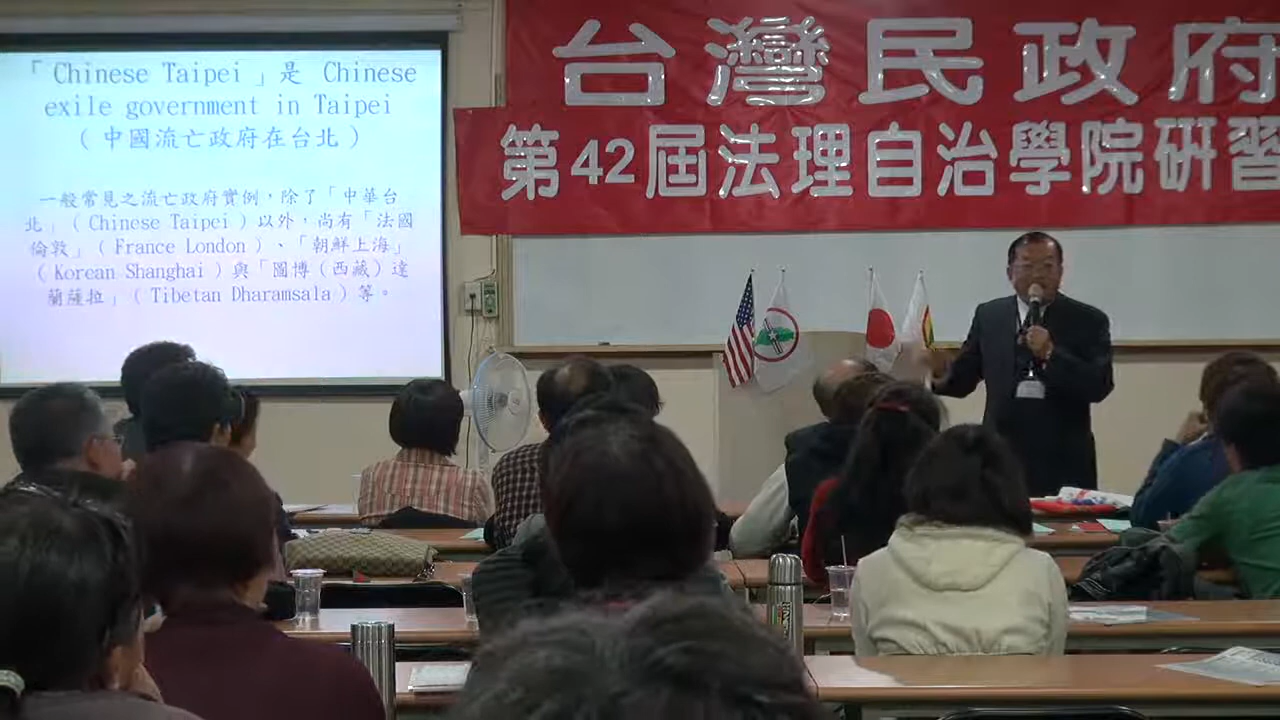 「Chinese Taipei」是 Chinese
exile government in Taipei
(中國流亡政府在台北)
一般常見之流亡政府實例,除了「中華台
北」(Chinese Taipei)以外,尚有「法國
倫敦」(France London)、「朝鮮上海」
(Korean Shanghai)與「圖博(西藏)達
蘭薩拉」(Tibetan Dharamsala)等。
台灣民政府
第42屆法理自治學院研習